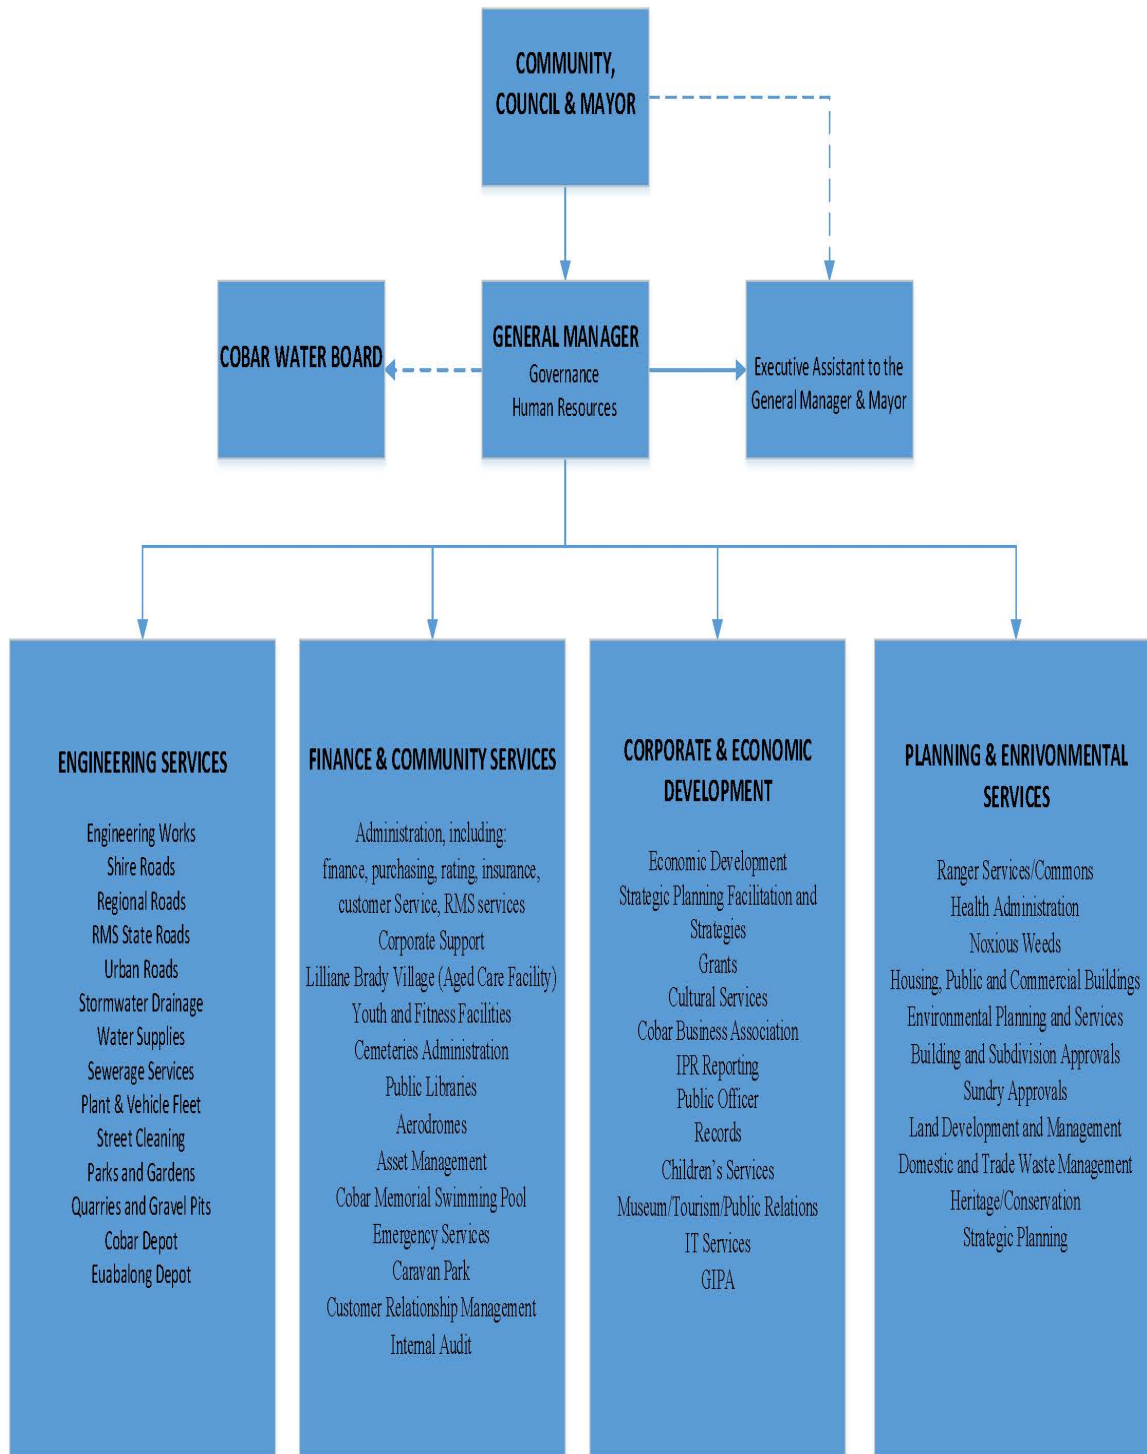 COMMUNITY,
COUNCIL & MAYOR
COBAR WATER BOARD
GENERAL MANAGER
Governance
Human Resources
Executive Assistant to the
General Manager & Mayor
ENGINEERING SERVICES
Engineering Works
Shire Roads
Regional Roads
RMS State Roads
Urban Roads
Stormwater Drainage
Water Supplies
Sewerage Services
Plant & Vehicle Fleet
Street Cleaning
Parks and Gardens
Quarries and Gravel Pits
Cobar Depot
Euabalong Depot
FINANCE & COMMUNITY SERVICES
Administration, including:
finance, purchasing, rating, insurance,
customer Service, RMS services
Corporate Support
Lilliane Brady Village (Aged Care Facility)
Youth and Fitness Facilities
Cemeteries Administration
Public Libraries
Aerodromes
Asset Management
Cobar Memorial Swimming Pool
Emergency Services
Caravan Park
Customer Relationship Management
Internal Audit
CORPORATE & ECONOMIC
DEVELOPMENT
Economic Development
Strategic Planning Facilitation and
Strategies
Grants
Cultural Services
Cobar Business Association
IPR Reporting
Public Officer
Records
Children's Services
Museum/Tourism/Public Relations
IT Services
GIPA
PLANNING & ENRIVONMENTAL
SERVICES
Ranger Services/Commons
Health Administration
Noxious Weeds
Housing, Public and Commercial Buildings
Environmental Planning and Services
Building and Subdivision Approvals
Sundry Approvals
Land Development and Management
Domestic and Trade Waste Management
Heritage/Conservation
Strategic Planning